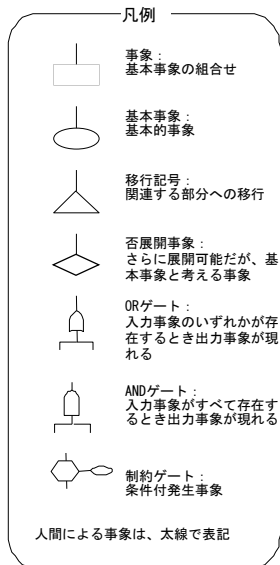 凡例
事象：
基本事象の組合せ
基本事象：
基本的事象
移行記号：
関連する部分への移行
否展開事象：
さらに展開可能だが、基
本事象と考える事象
ORゲート：
入力事象のいずれかが存
在するとき出力事象が現
れる
ANDゲート：
入力事象がすべて存在す
るとき出力事象が現れる
制約ゲート：
条件付発生事象
人間による事象は、太線で表記